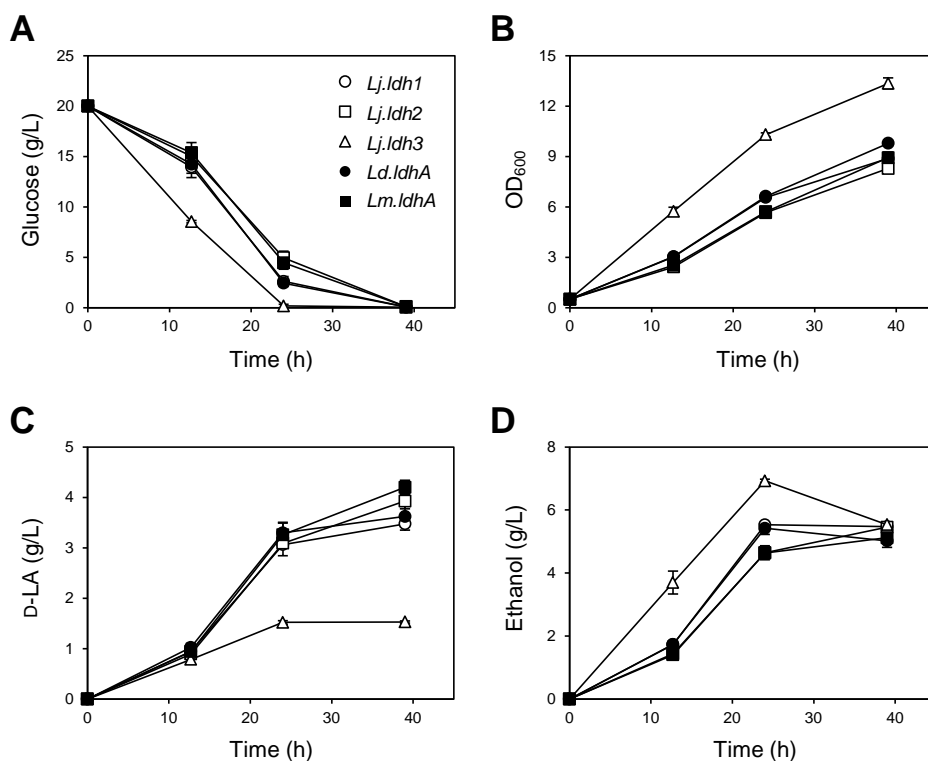 A
25
20
15
10
5
0
0 10 20 30 40
Glucose (g/L)
Time (h)
Lj.ldh1
Lj.ldh2
Lj.ldh3
Ld.ldhA
Lm.ldhA
B
15
12
9
6
3
0
0 10 20 30 40
OD600
Time (h)
C
5
4
3
2
1
0
0 10 20 30 40
D-LA (g/L)
Time (h)
D
8
6
4
2
0
0 10 20 30 40
Ethanol (g/L)
Time (h)